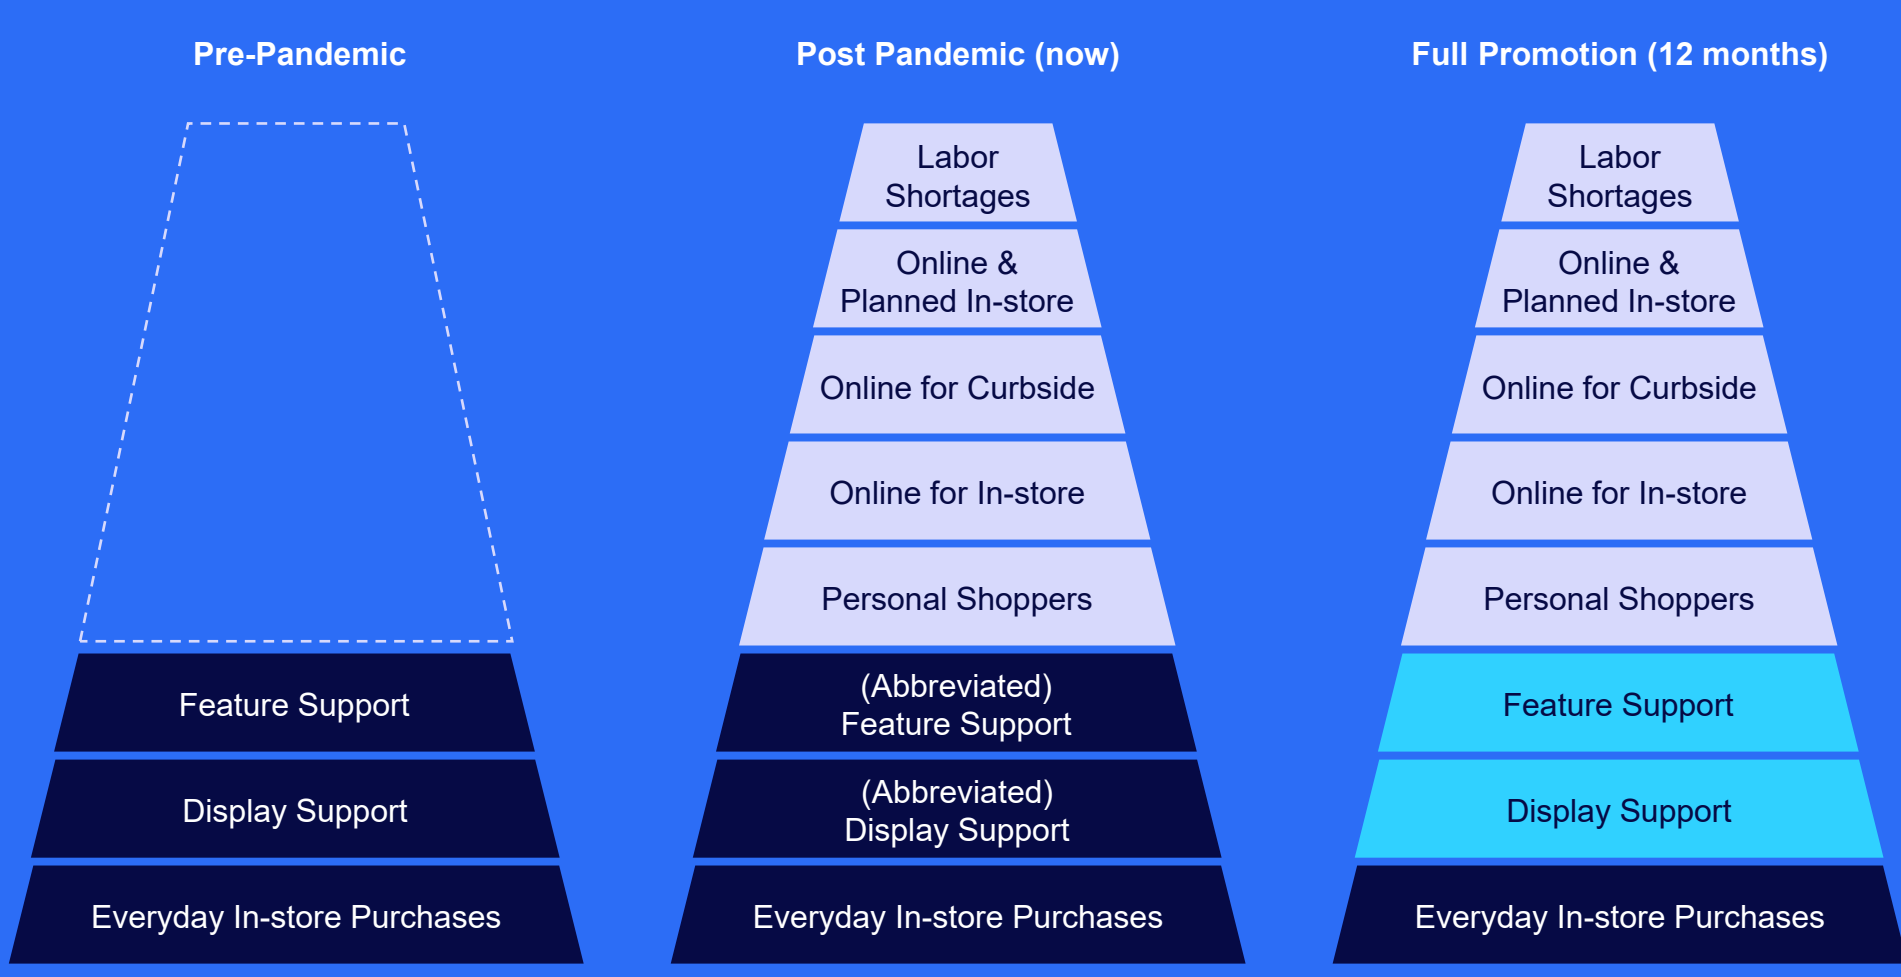 Pre-Pandemic
Feature Support
Display Support
Everyday In-store Purchases
Post Pandemic (now)
Labor
Shortages
Online &
Planned In-store
Online for Curbside
Online for In-store
Personal Shoppers
(Abbreviated)
Feature Support
(Abbreviated)
Display Support
Everyday In-store Purchases
Full Promotion (12 months)
Labor
Shortages
Online &
Planned In-store
Online for Curbside
Online for In-store
Personal Shoppers
Feature Support
Display Support
Everyday In-store Purchases